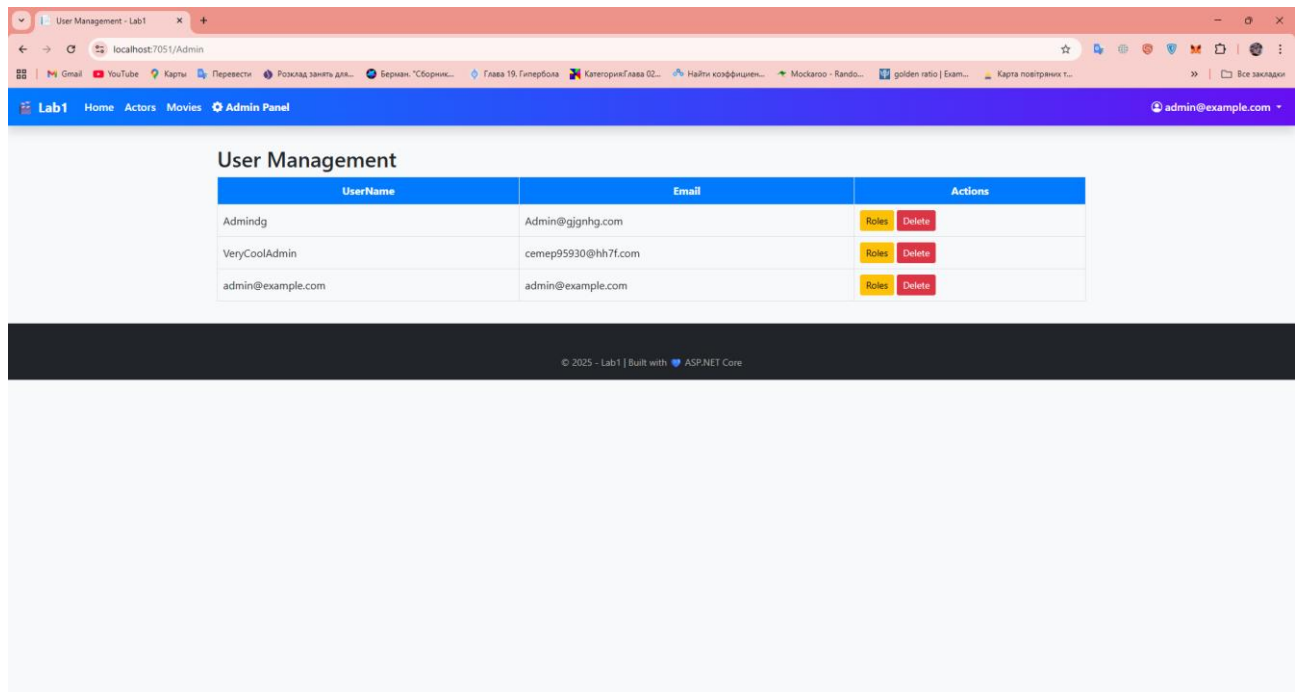 User Management - Lab1
localhost:7051/Admin
Gmail YouTube Карты Перевести Розклад занять для... Берман. "Сборник... Глава 19. Гипербола Категория:Глава 02... Найти коэффициен... Mockaroo - Rando... golden ratio | Exam... Карта повітряних т... » Все закладки
Lab1 Home Actors Movies Admin Panel admin@example.com
User Management
UserName Email Actions
Admindg Admin@gjgnhg.com Roles Delete
VeryCoolAdmin cemep95930@hh7f.com Roles Delete
admin@example.com admin@example.com Roles Delete
© 2025 - Lab1 | Built with 💙 ASP.NET Core